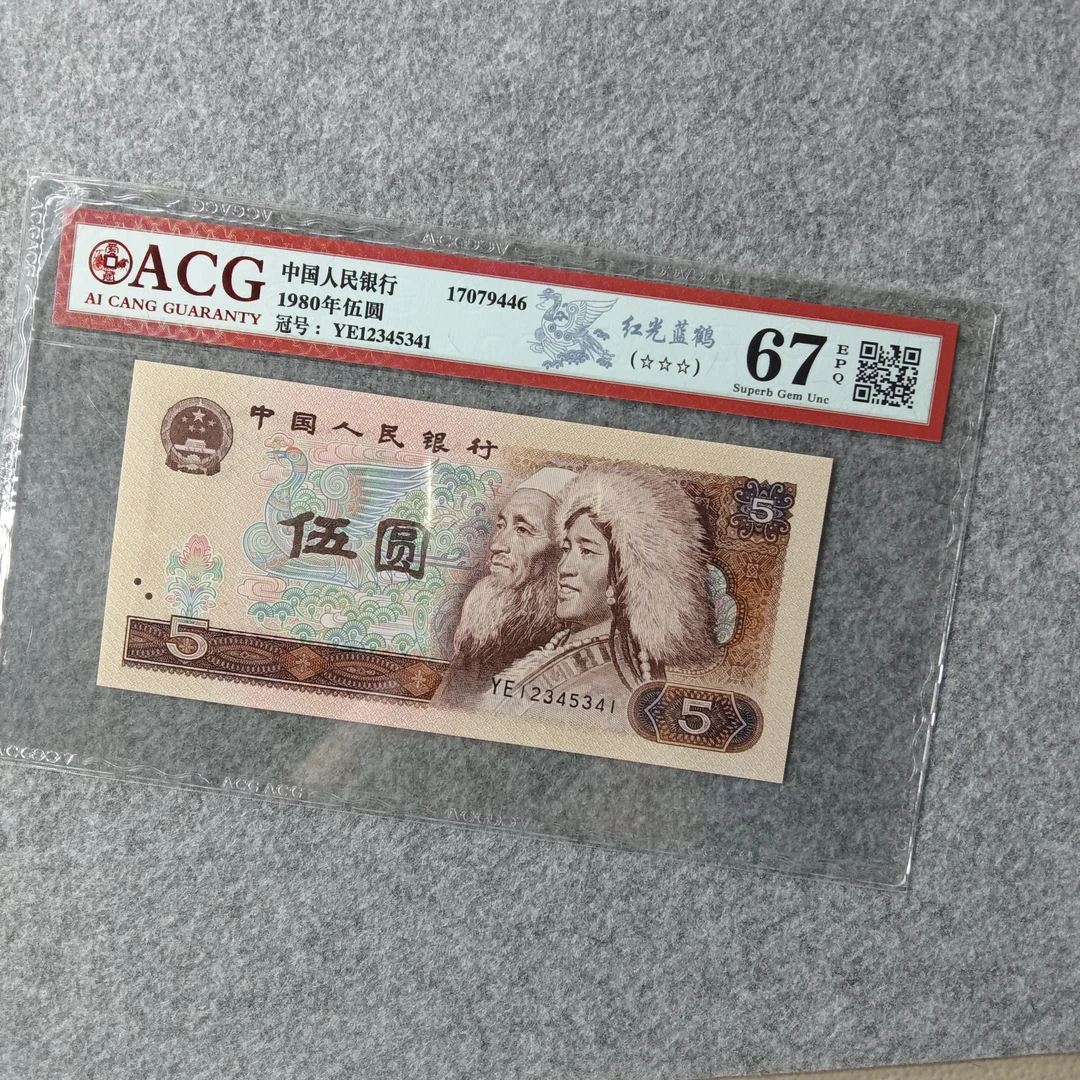 ACG
AI CANG GUARANTY
中国人民银行
1980年伍圆
冠号: YE12345341
17079446
红光蓝鹤
(☆☆☆)
67
EPQ
Superb Gem Unc
中国人民银行
伍圆
5
5
YE12345341
5
ACG ACG